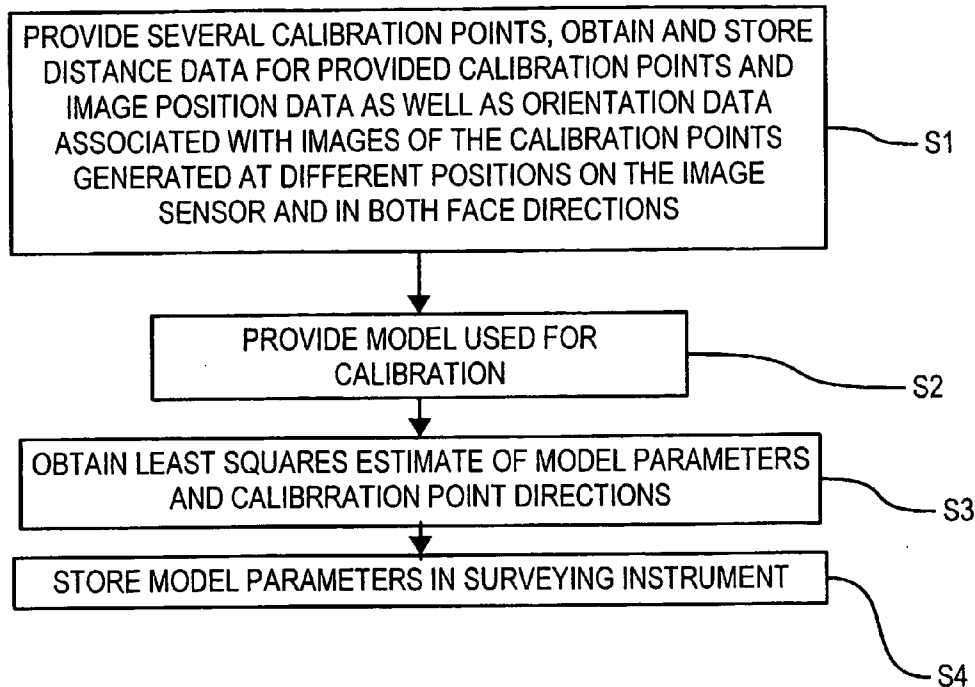 PROVIDE SEVERAL CALIBRATION POINTS, OBTAIN AND STORE
DISTANCE DATA FOR PROVIDED CALIBRATION POINTS AND
IMAGE POSITION DATA AS WELL AS ORIENTATION DATA
ASSOCIATED WITH IMAGES OF THE CALIBRATION POINTS
GENERATED AT DIFFERENT POSITIONS ON THE IMAGE
SENSOR AND IN BOTH FACE DIRECTIONS
S1
PROVIDE MODEL USED FOR
CALIBRATION
S2
OBTAIN LEAST SQUARES ESTIMATE OF MODEL PARAMETERS
AND CALIBRRATION POINT DIRECTIONS
S3
STORE MODEL PARAMETERS IN SURVEYING INSTRUMENT
S4